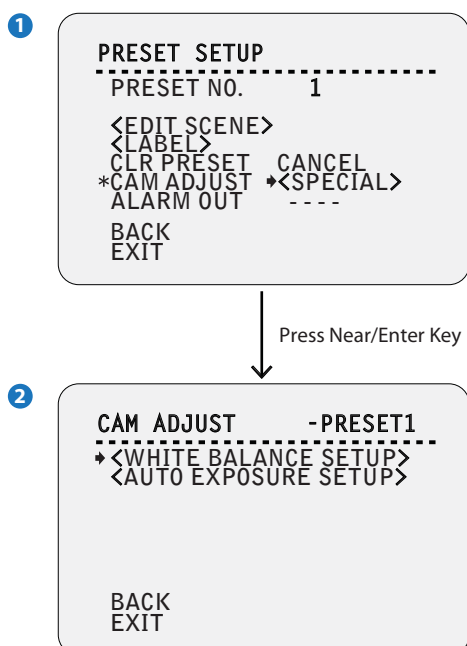 1
PRESET SETUP
PRESET NO. 1
<EDIT SCENE>
<LABEL>
CLR PRESET CANCEL
*CAM ADJUST ➧<SPECIAL>
ALARM OUT ----
BACK
EXIT
Press Near/Enter Key
2
CAM ADJUST -PRESET1
➧<WHITE BALANCE SETUP>
<AUTO EXPOSURE SETUP>
BACK
EXIT